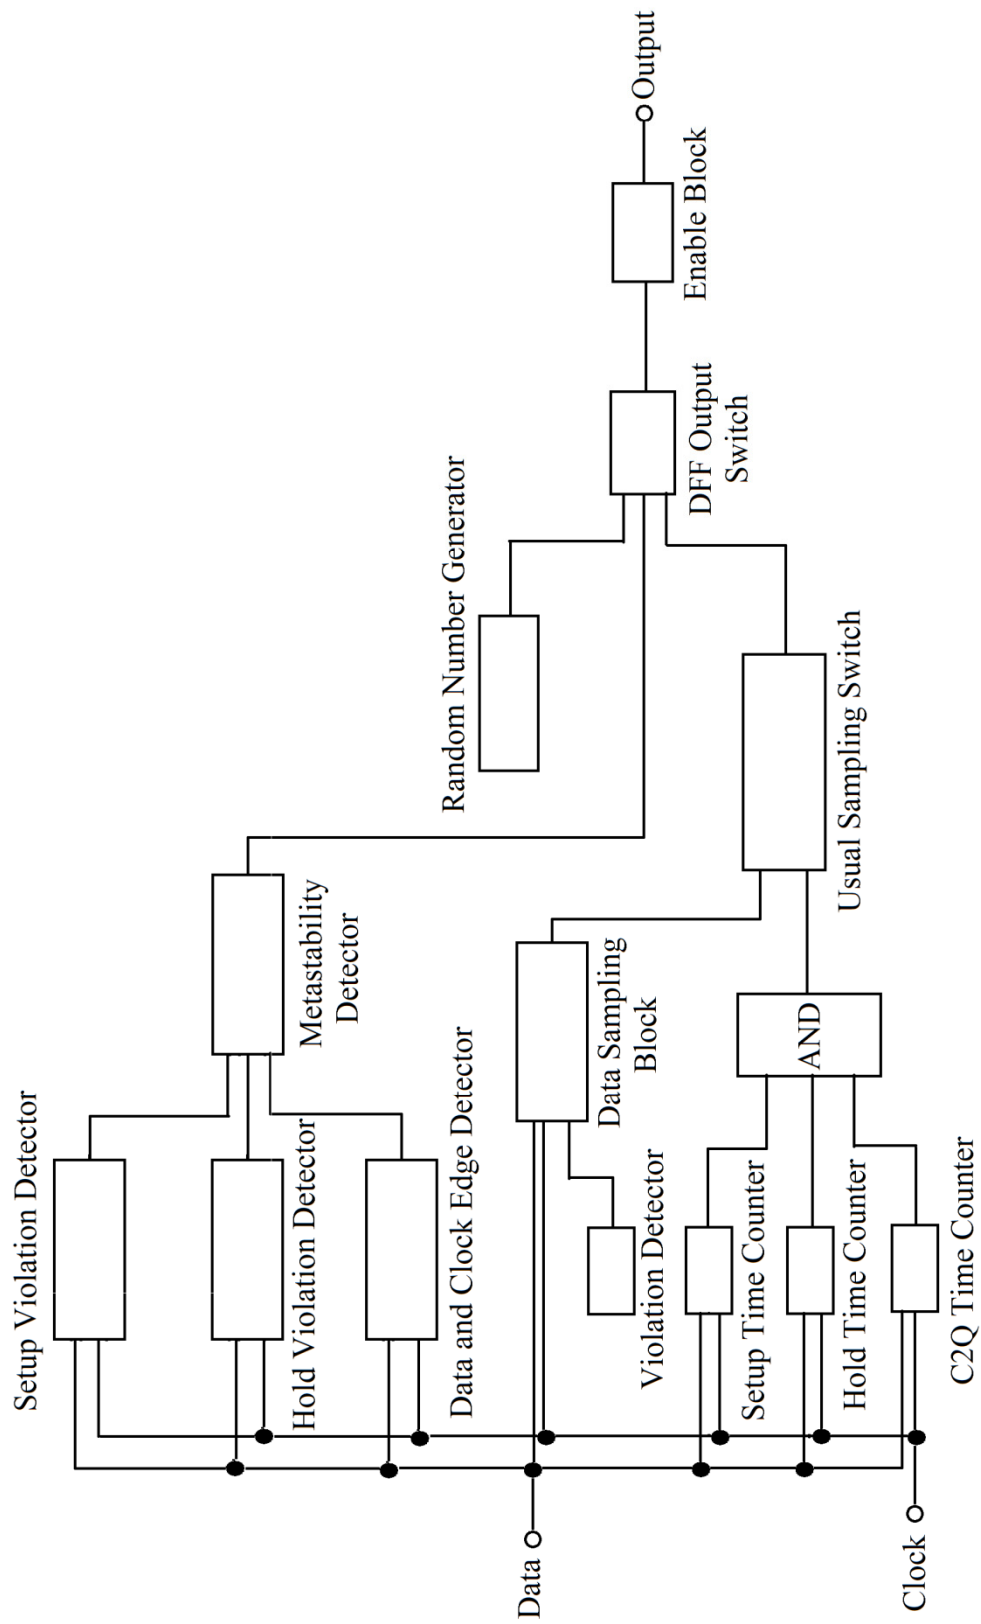 Setup Violation Detector
Hold Violation Detector
Data and Clock Edge Detector
Metastability
Detector
Random Number Generator
Data
Data Sampling
Block
Violation Detector
Setup Time Counter
Hold Time Counter
C2Q Time Counter
Clock
AND
Usual Sampling Switch
DFF Output
Switch
Enable Block
Output